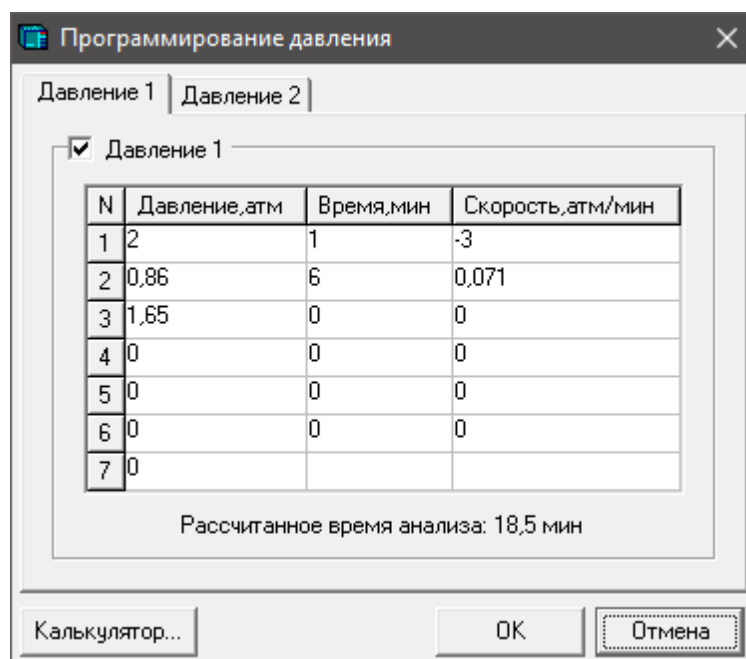 Программирование давления
Давление 1 Давление 2
Давление 1
N Давление,атм Время,мин Скорость,атм/мин
1 2 1 -3
2 0,86 6 0,071
3 1,65 0 0
4 0 0 0
5 0 0 0
6 0 0 0
7 0
Рассчитанное время анализа: 18,5 мин
Калькулятор... OK Отмена